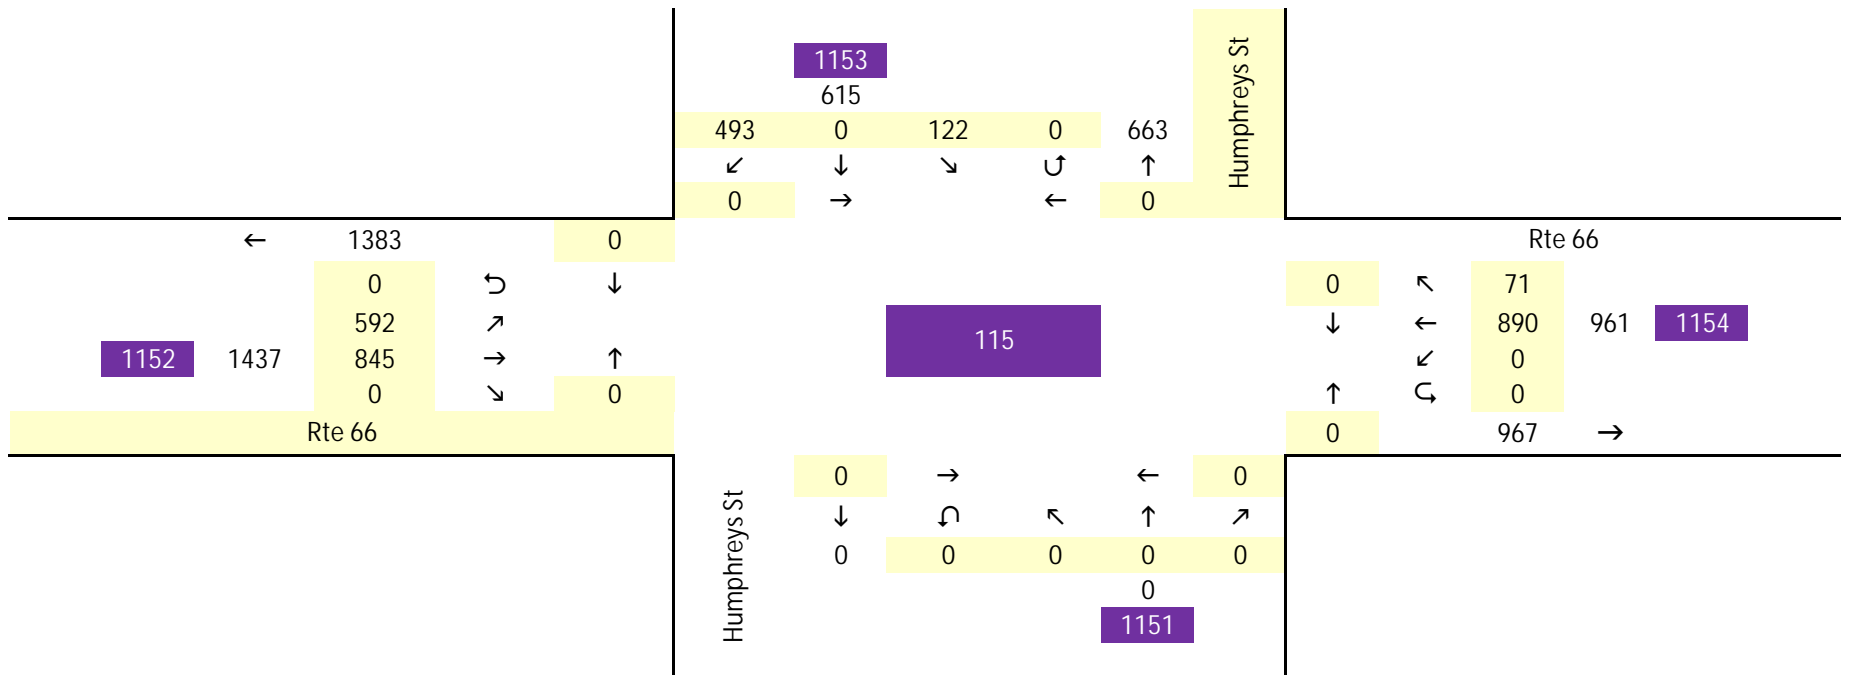 1153
615
493 0 122 0 663
↙ ↓ ↘ ⮍ ↑
0 → ← 0
Humphreys St
← 1383 0
0 ⮌ ↓
592 ↗
1152 1437 845 → ↑
0 ↘ 0
Rte 66
115
Rte 66
0 ↖ 71
↓ ← 890 961 1154
↙ 0
↑ ⮎ 0
0 967 →
Humphreys St
0 → ← 0
↓ ⮏ ↖ ↑ ↗
0 0 0 0 0
0
1151